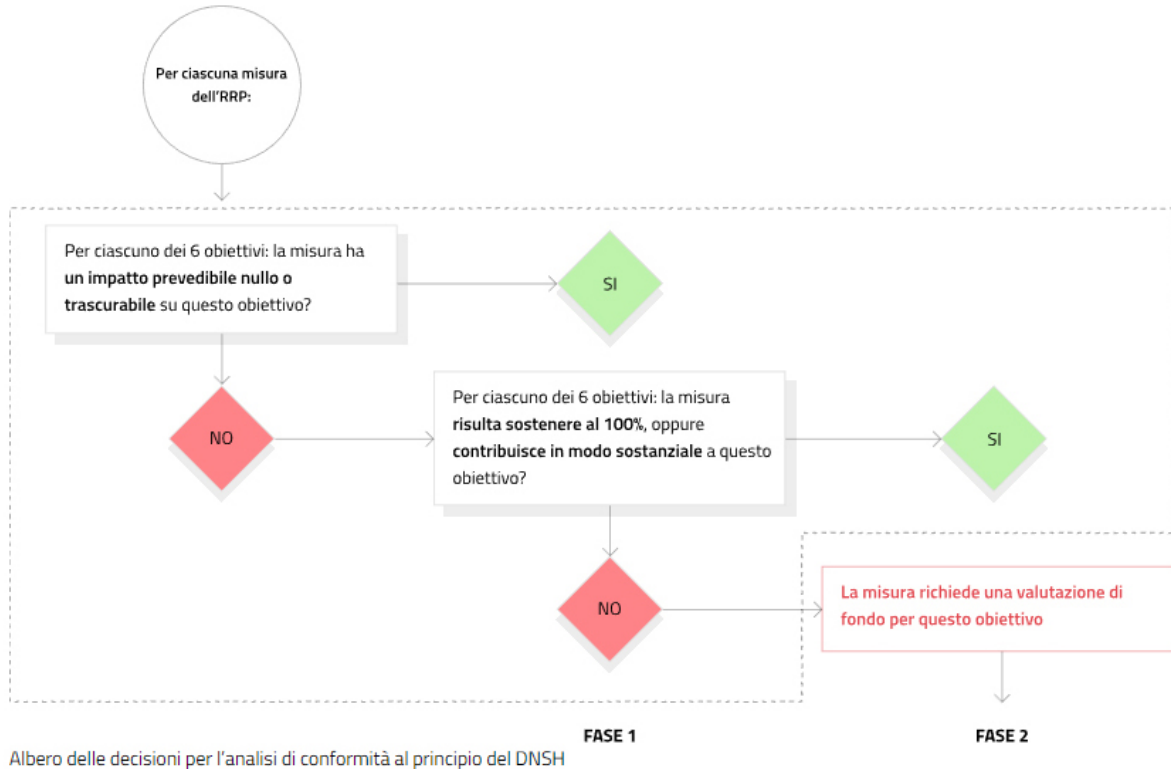 Per ciascuna misura
dell'RRP:
Per ciascuno dei 6 obiettivi: la misura ha
un impatto prevedibile nullo o
trascurabile su questo obiettivo?
SI
NO
Per ciascuno dei 6 obiettivi: la misura
risulta sostenere al 100%, oppure
contribuisce in modo sostanziale a questo
obiettivo?
SI
NO
La misura richiede una valutazione di
fondo per questo obiettivo
FASE 1
FASE 2
Albero delle decisioni per l'analisi di conformità al principio del DNSH